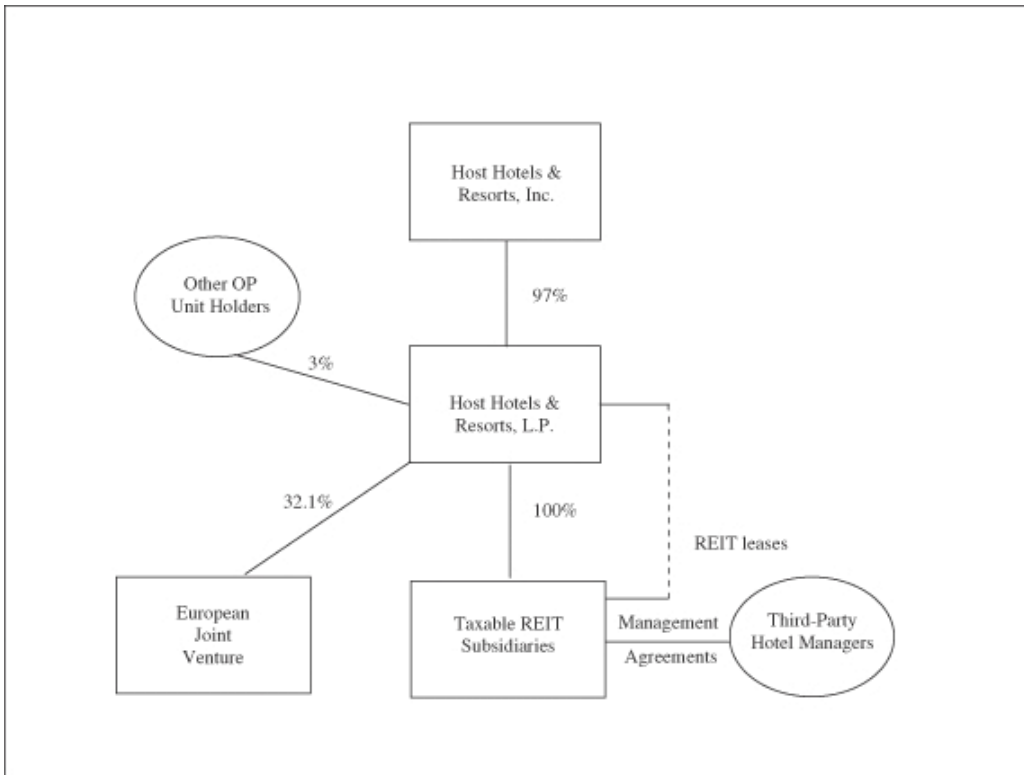 Host Hotels &
Resorts, Inc.
97%
Other OP
Unit Holders
3%
Host Hotels &
Resorts, L.P.
32.1%
100%
REIT leases
European
Joint
Venture
Taxable REIT
Subsidiaries
Management
Agreements
Third-Party
Hotel Managers